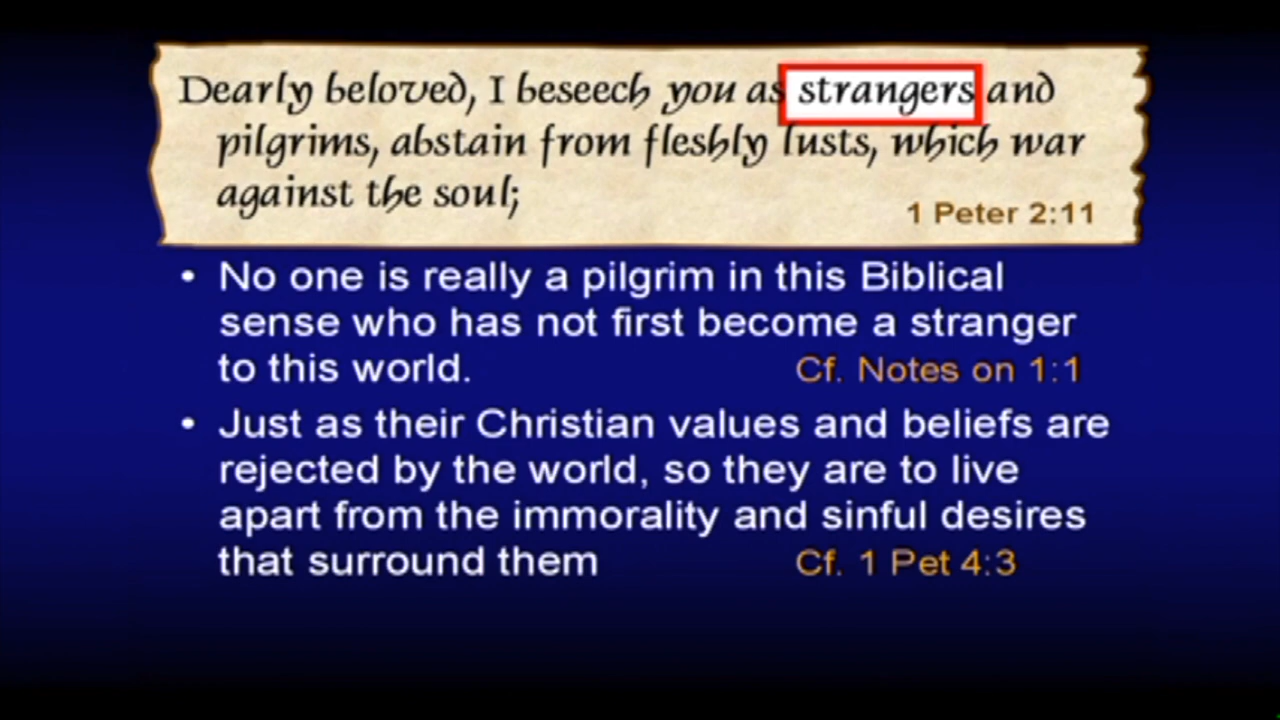 Dearly beloved, I beseech you as strangers and
pilgrims, abstain from fleshly lusts, which war
against the soul;
1 Peter 2:11
• No one is really a pilgrim in this Biblical
sense who has not first become a stranger
to this world.
Cf. Notes on 1:1
• Just as their Christian values and beliefs are
rejected by the world, so they are to live
apart from the immorality and sinful desires
that surround them
Cf. 1 Pet 4:3